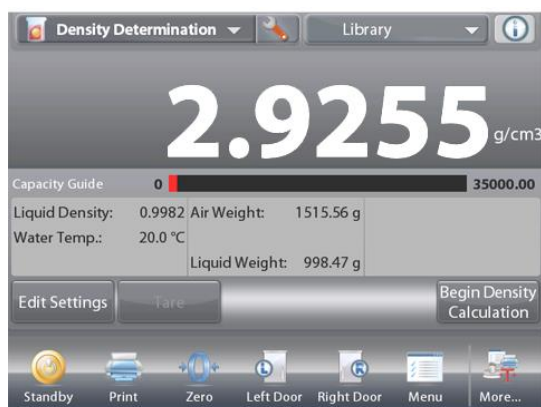 Density Determination Library
2.9255 g/cm3
Capacity Guide 0 35000.00
Liquid Density: 0.9982 Air Weight: 1515.56 g
Water Temp.: 20.0 °C
Liquid Weight: 998.47 g
Edit Settings Tare Begin Density
Calculation
L R
Standby Print Zero Left Door Right Door Menu More...